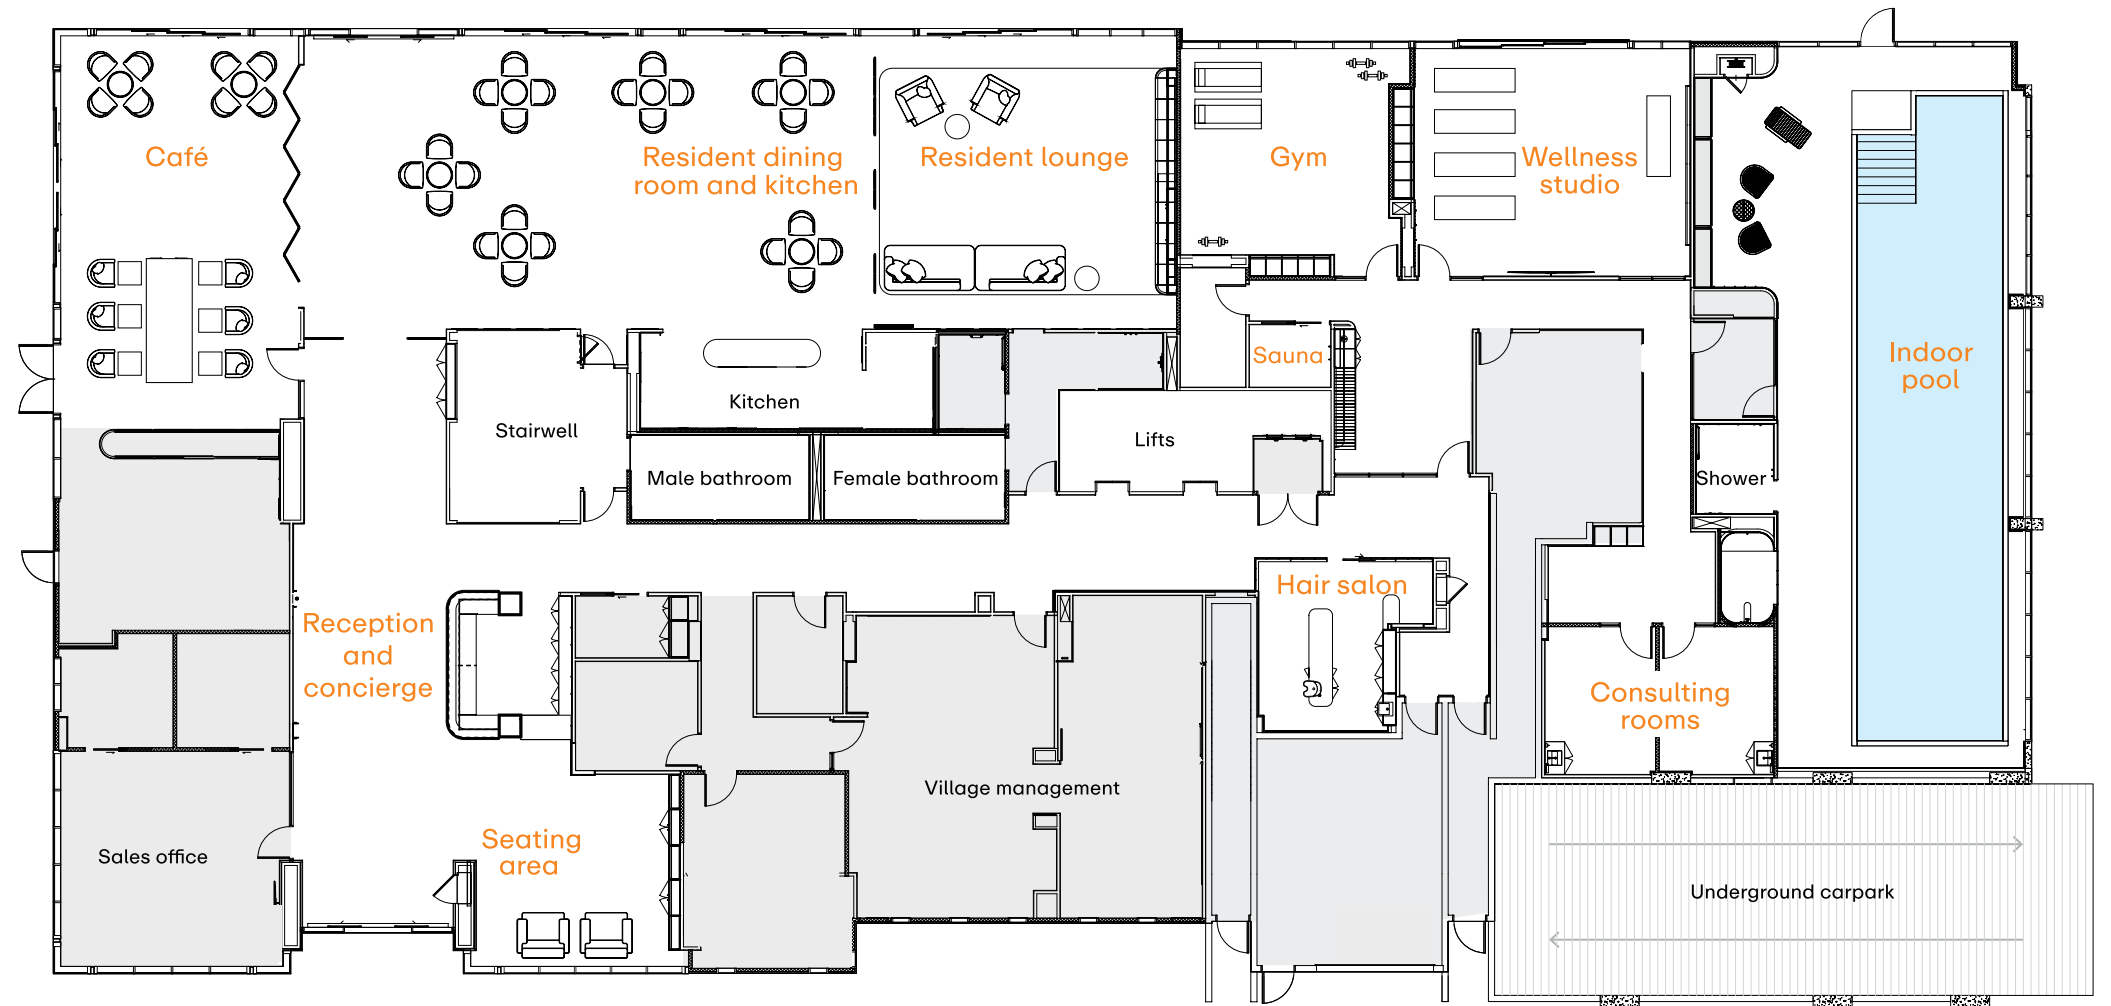 Café
Resident dining
room and kitchen
Resident lounge
Gym
Wellness
studio
Sauna
Indoor
pool
Kitchen
Stairwell
Lifts
Male bathroom
Female bathroom
Shower
Hair salon
Reception
and
concierge
Consulting
rooms
Village management
Seating
area
Sales office
Underground carpark